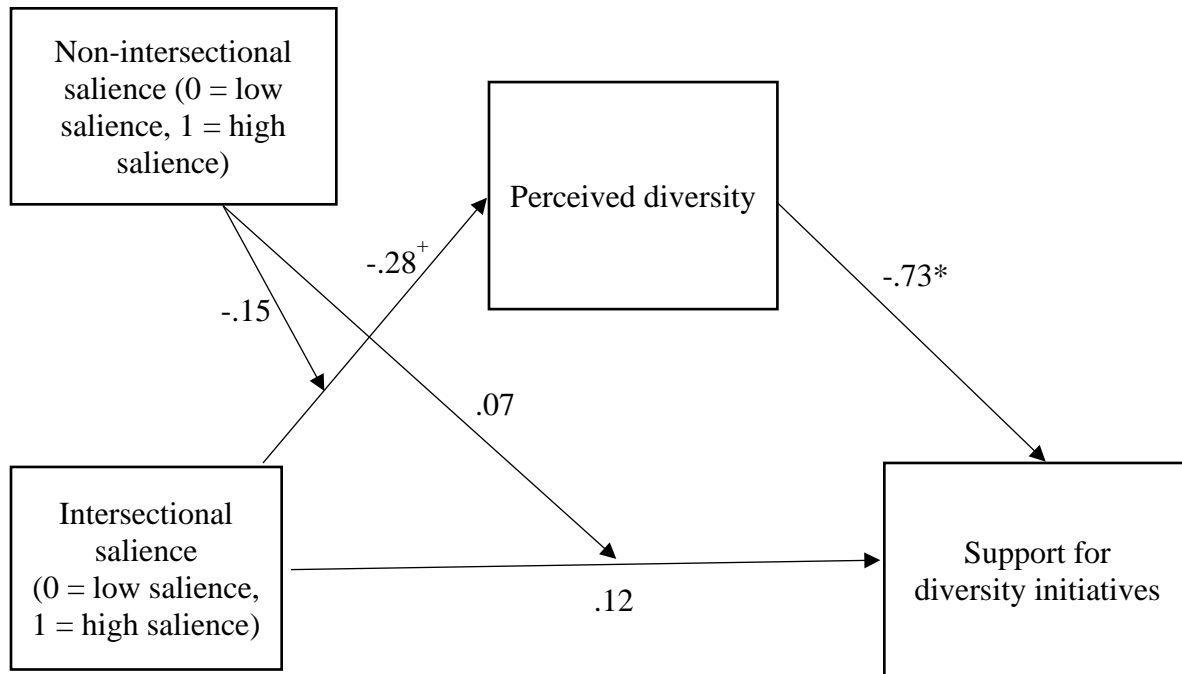 Non-intersectional
salience (0 = low
salience, 1 = high
salience)
Perceived diversity
-.28+
-.73*
-.15
.07
Intersectional
salience
(0 = low salience,
1 = high salience)
.12
Support for
diversity initiatives